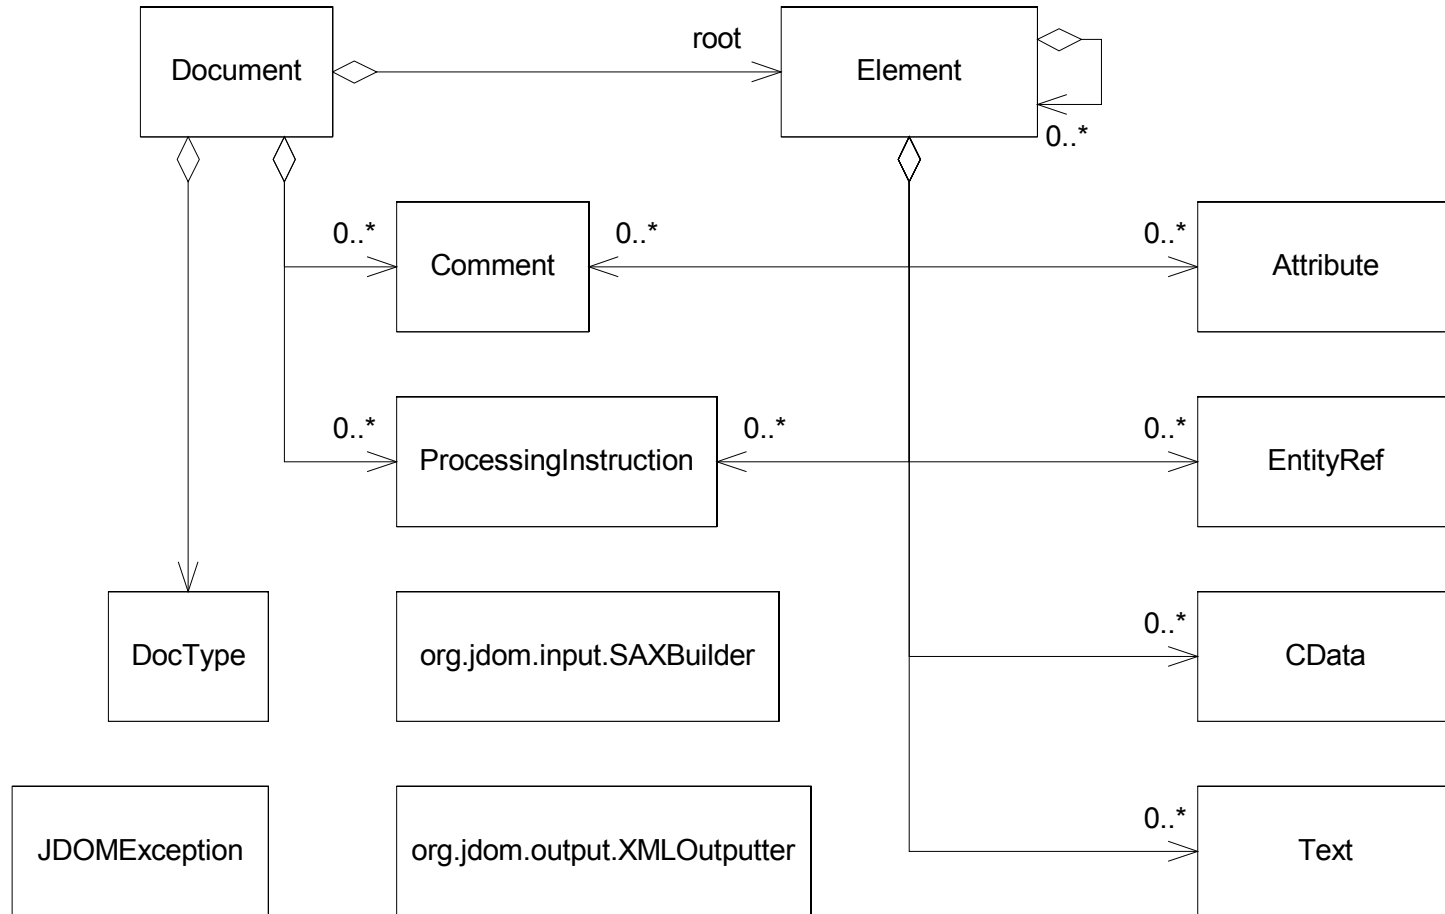 root
Document
Element
0..*
0..*
0..*
0..*
Comment
Attribute
0..*
0..*
0..*
ProcessingInstruction
EntityRef
0..*
DocType
org.jdom.input.SAXBuilder
CData
0..*
JDOMException
org.jdom.output.XMLOutputter
Text